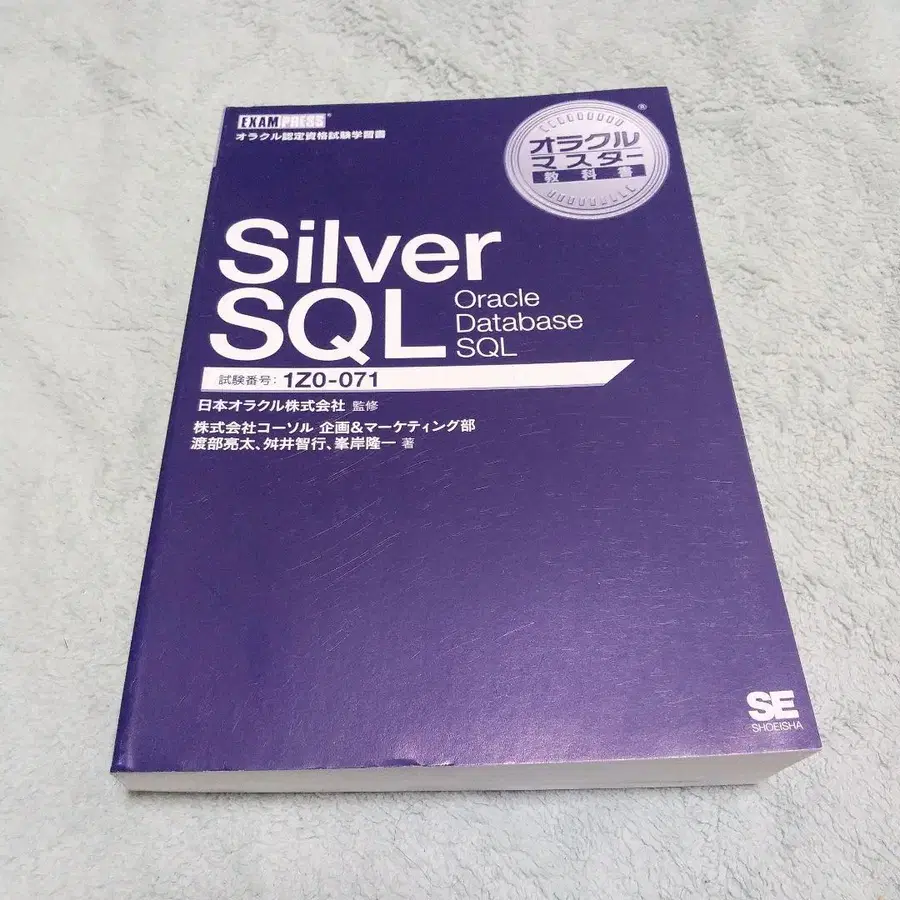 EXAMPRESS®
オラクル認定資格試験学習書
オラクル
マスター
教科書
®
Silver
SQL
Oracle
Database
SQL
試験番号：1Z0-071
日本オラクル株式会社 監修
株式会社コーソル 企画&マーケティング部
渡部亮太、舛井智行、峯岸隆一 著
SE
SHOEISHA